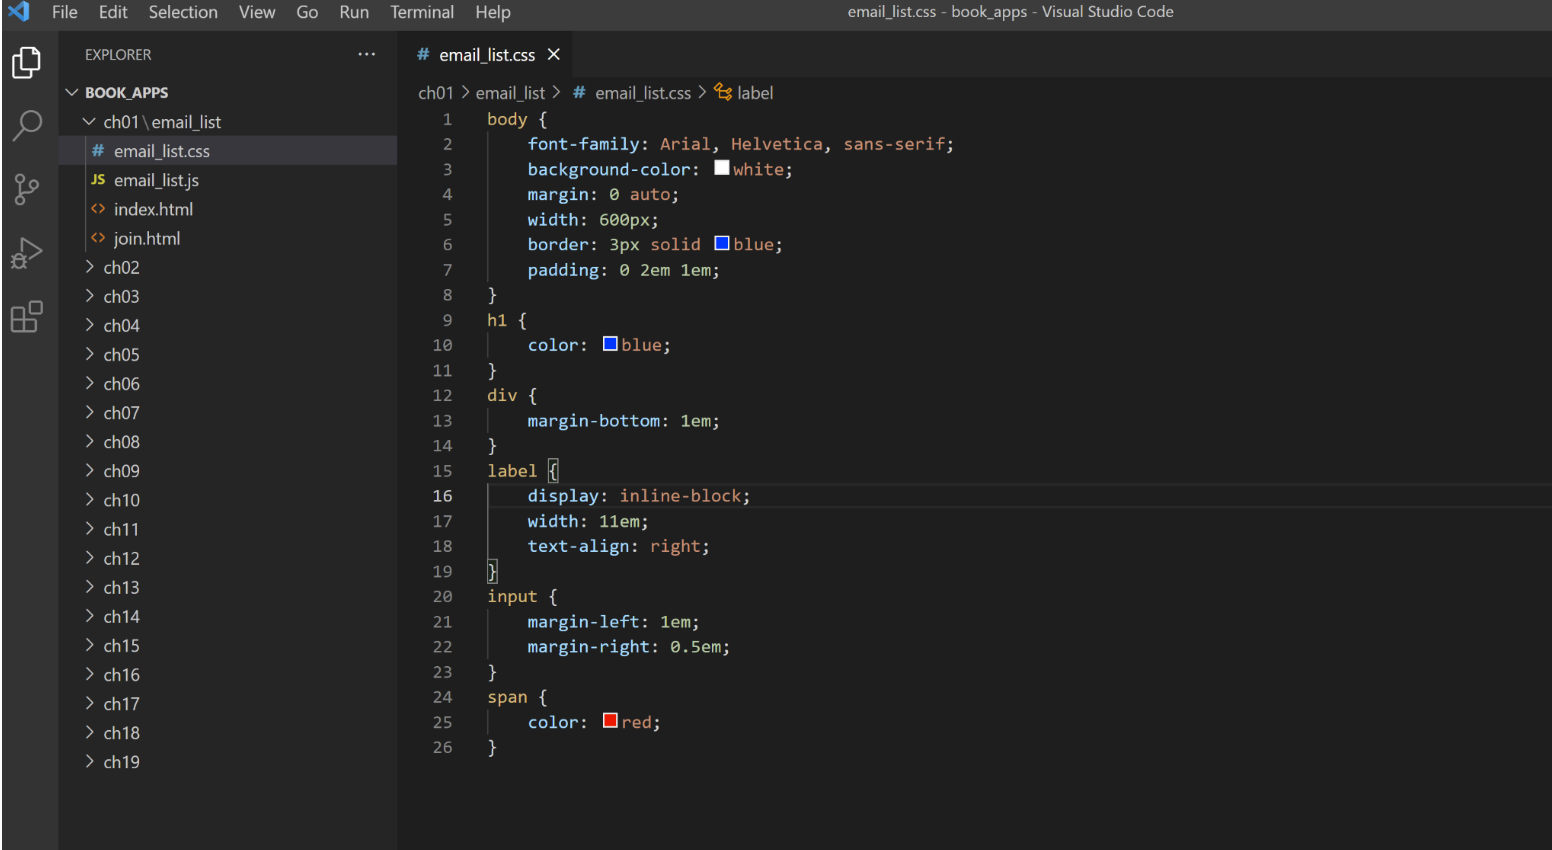 File Edit Selection View Go Run Terminal Help email_list.css - book_apps - Visual Studio Code
EXPLORER ···
BOOK_APPS
ch01\email_list
# email_list.css
JS email_list.js
<> index.html
<> join.html
ch02
ch03
ch04
ch05
ch06
ch07
ch08
ch09
ch10
ch11
ch12
ch13
ch14
ch15
ch16
ch17
ch18
ch19
# email_list.css ×
ch01 > email_list > # email_list.css > label
1 body {
2     font-family: Arial, Helvetica, sans-serif;
3     background-color: white;
4     margin: 0 auto;
5     width: 600px;
6     border: 3px solid blue;
7     padding: 0 2em 1em;
8 }
9 h1 {
10     color: blue;
11 }
12 div {
13     margin-bottom: 1em;
14 }
15 label {
16     display: inline-block;
17     width: 11em;
18     text-align: right;
19 }
20 input {
21     margin-left: 1em;
22     margin-right: 0.5em;
23 }
24 span {
25     color: red;
26 }